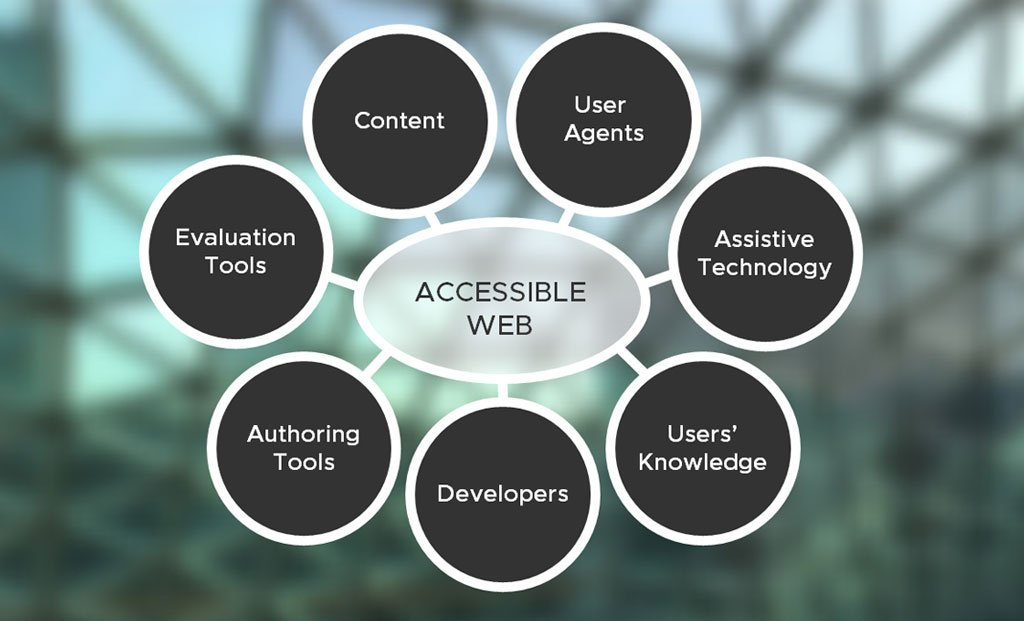 Content
User
Agents
Evaluation
Tools
Assistive
Technology
ACCESSIBLE
WEB
Authoring
Tools
Users’
Knowledge
Developers